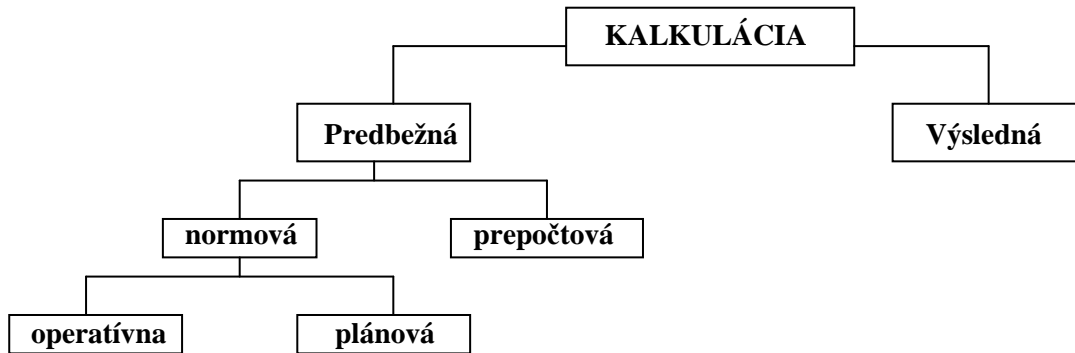 KALKULÁCIA
Predbežná
Výsledná
normová
prepočtová
operatívna
plánová